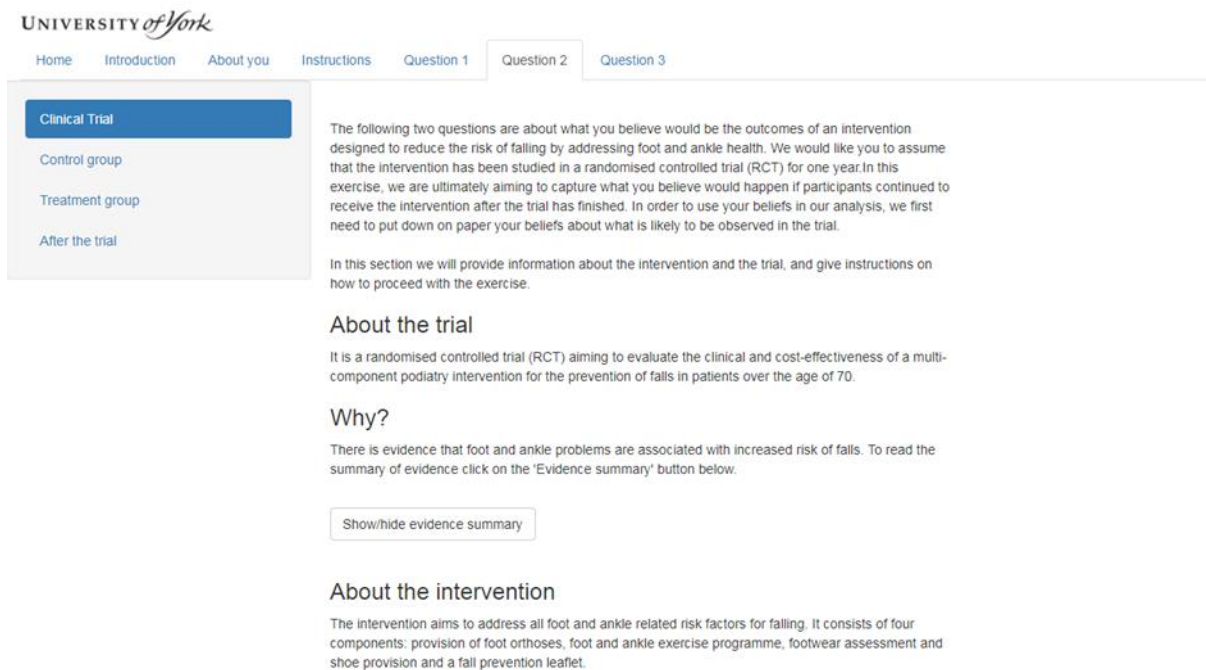 UNIVERSITY of York
Home Introduction About you Instructions Question 1 Question 2 Question 3
Clinical Trial
Control group
Treatment group
After the trial
The following two questions are about what you believe would be the outcomes of an intervention
designed to reduce the risk of falling by addressing foot and ankle health. We would like you to assume
that the intervention has been studied in a randomised controlled trial (RCT) for one year.In this
exercise, we are ultimately aiming to capture what you believe would happen if participants continued to
receive the intervention after the trial has finished. In order to use your beliefs in our analysis, we first
need to put down on paper your beliefs about what is likely to be observed in the trial.
In this section we will provide information about the intervention and the trial, and give instructions on
how to proceed with the exercise.
About the trial
It is a randomised controlled trial (RCT) aiming to evaluate the clinical and cost-effectiveness of a multi-
component podiatry intervention for the prevention of falls in patients over the age of 70.
Why?
There is evidence that foot and ankle problems are associated with increased risk of falls. To read the
summary of evidence click on the 'Evidence summary' button below.
Show/hide evidence summary
About the intervention
The intervention aims to address all foot and ankle related risk factors for falling. It consists of four
components: provision of foot orthoses, foot and ankle exercise programme, footwear assessment and
shoe provision and a fall prevention leaflet.